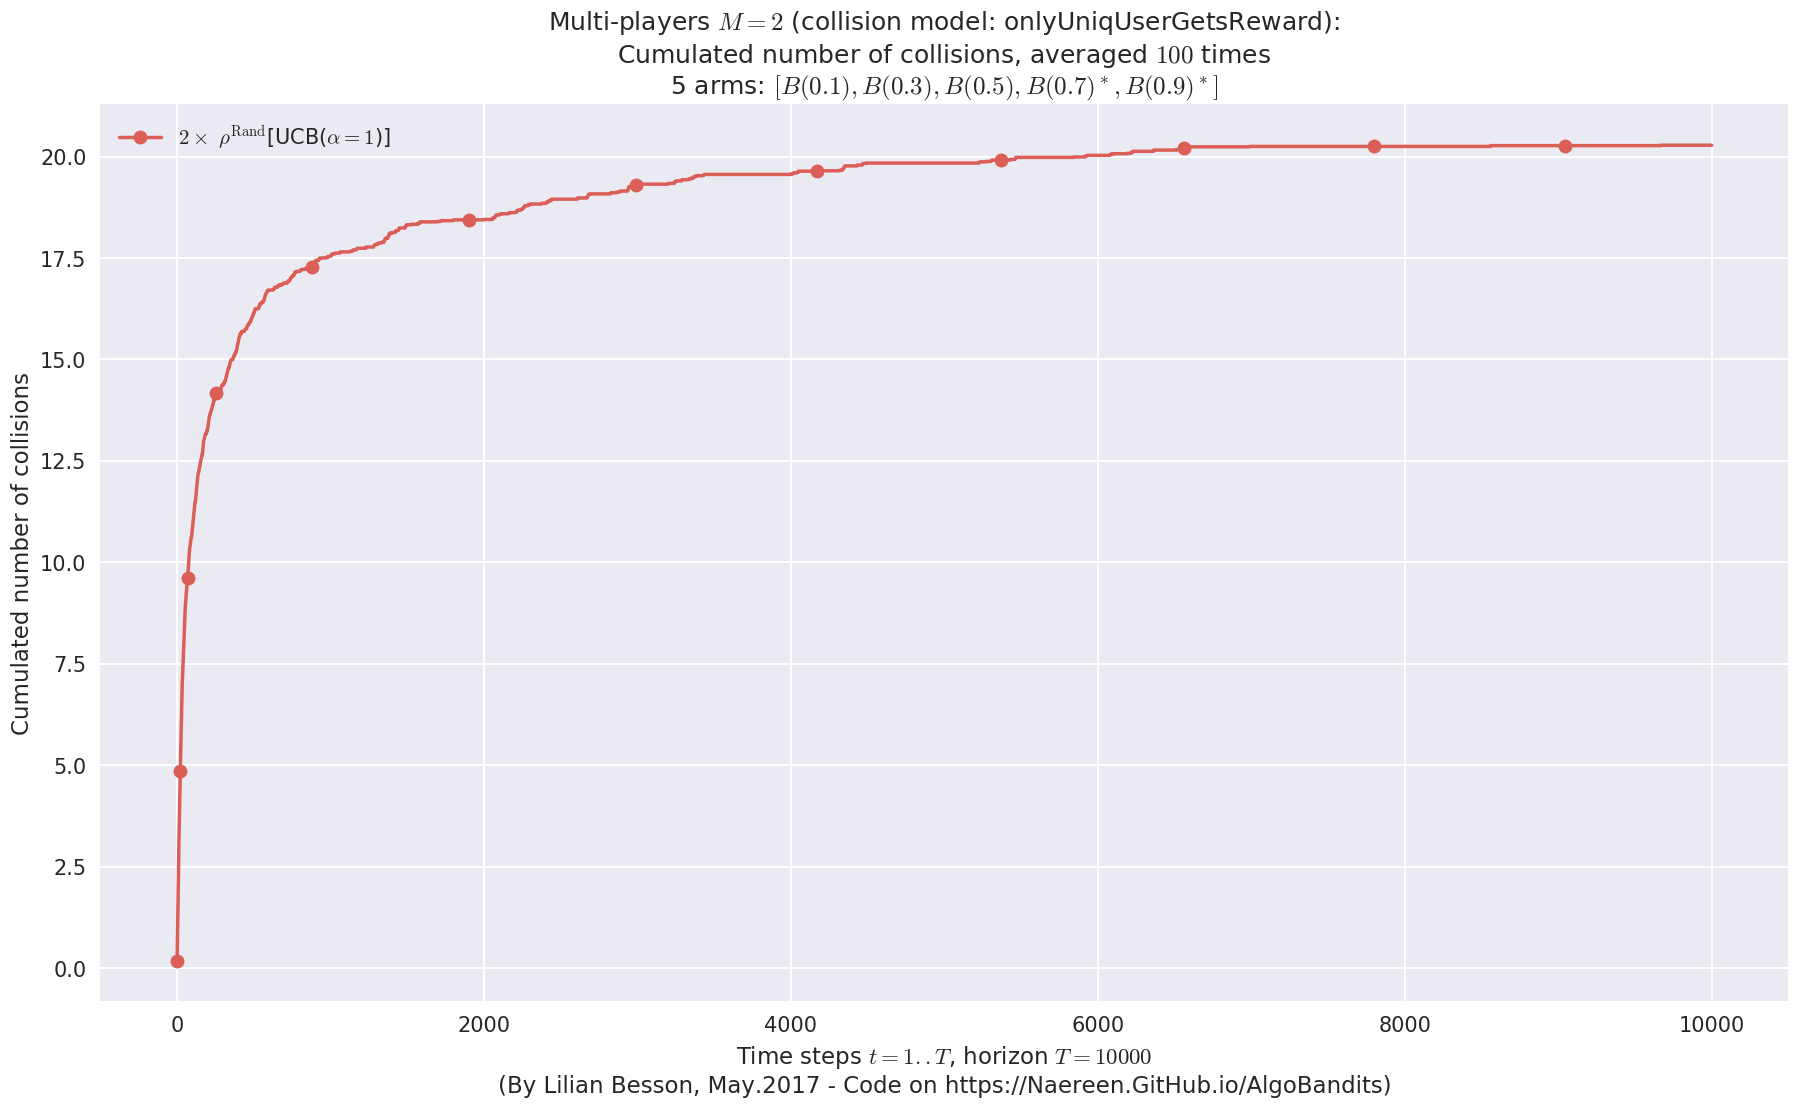 Multi-players M = 2 (collision model: onlyUniqUserGetsReward):
Cumulated number of collisions, averaged 100 times
5 arms: [B(0.1), B(0.3), B(0.5), B(0.7)*, B(0.9)*]
2× ρ^Rand[UCB(α = 1)]
Cumulated number of collisions
20.0
17.5
15.0
12.5
10.0
7.5
5.0
2.5
0.0
0 2000 4000 6000 8000 10000
Time steps t = 1..T, horizon T = 10000
(By Lilian Besson, May.2017 - Code on https://Naereen.GitHub.io/AlgoBandits)